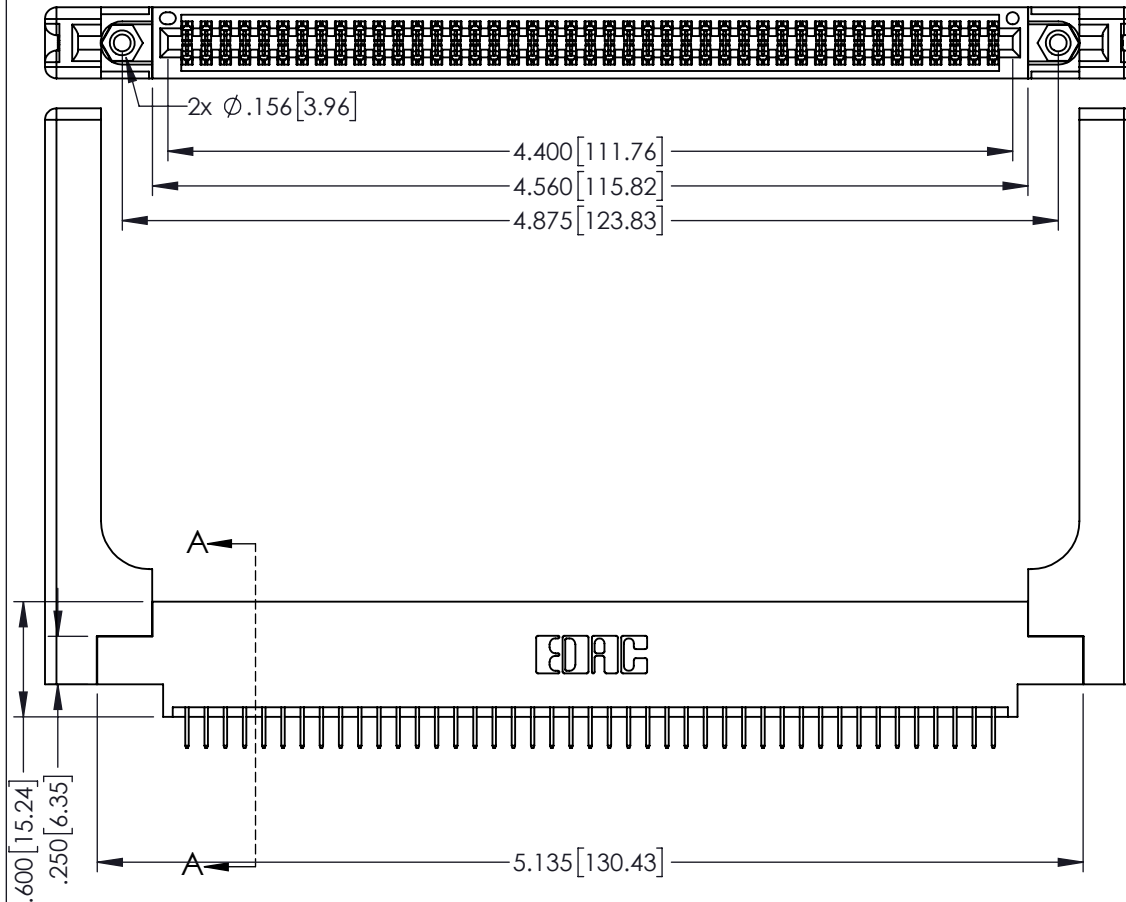 2x Ø.156[3.96]
4.400[111.76]
4.560[115.82]
4.875[123.83]
A
EDAC
.600[15.24]
.250[6.35]
A
5.135[130.43]